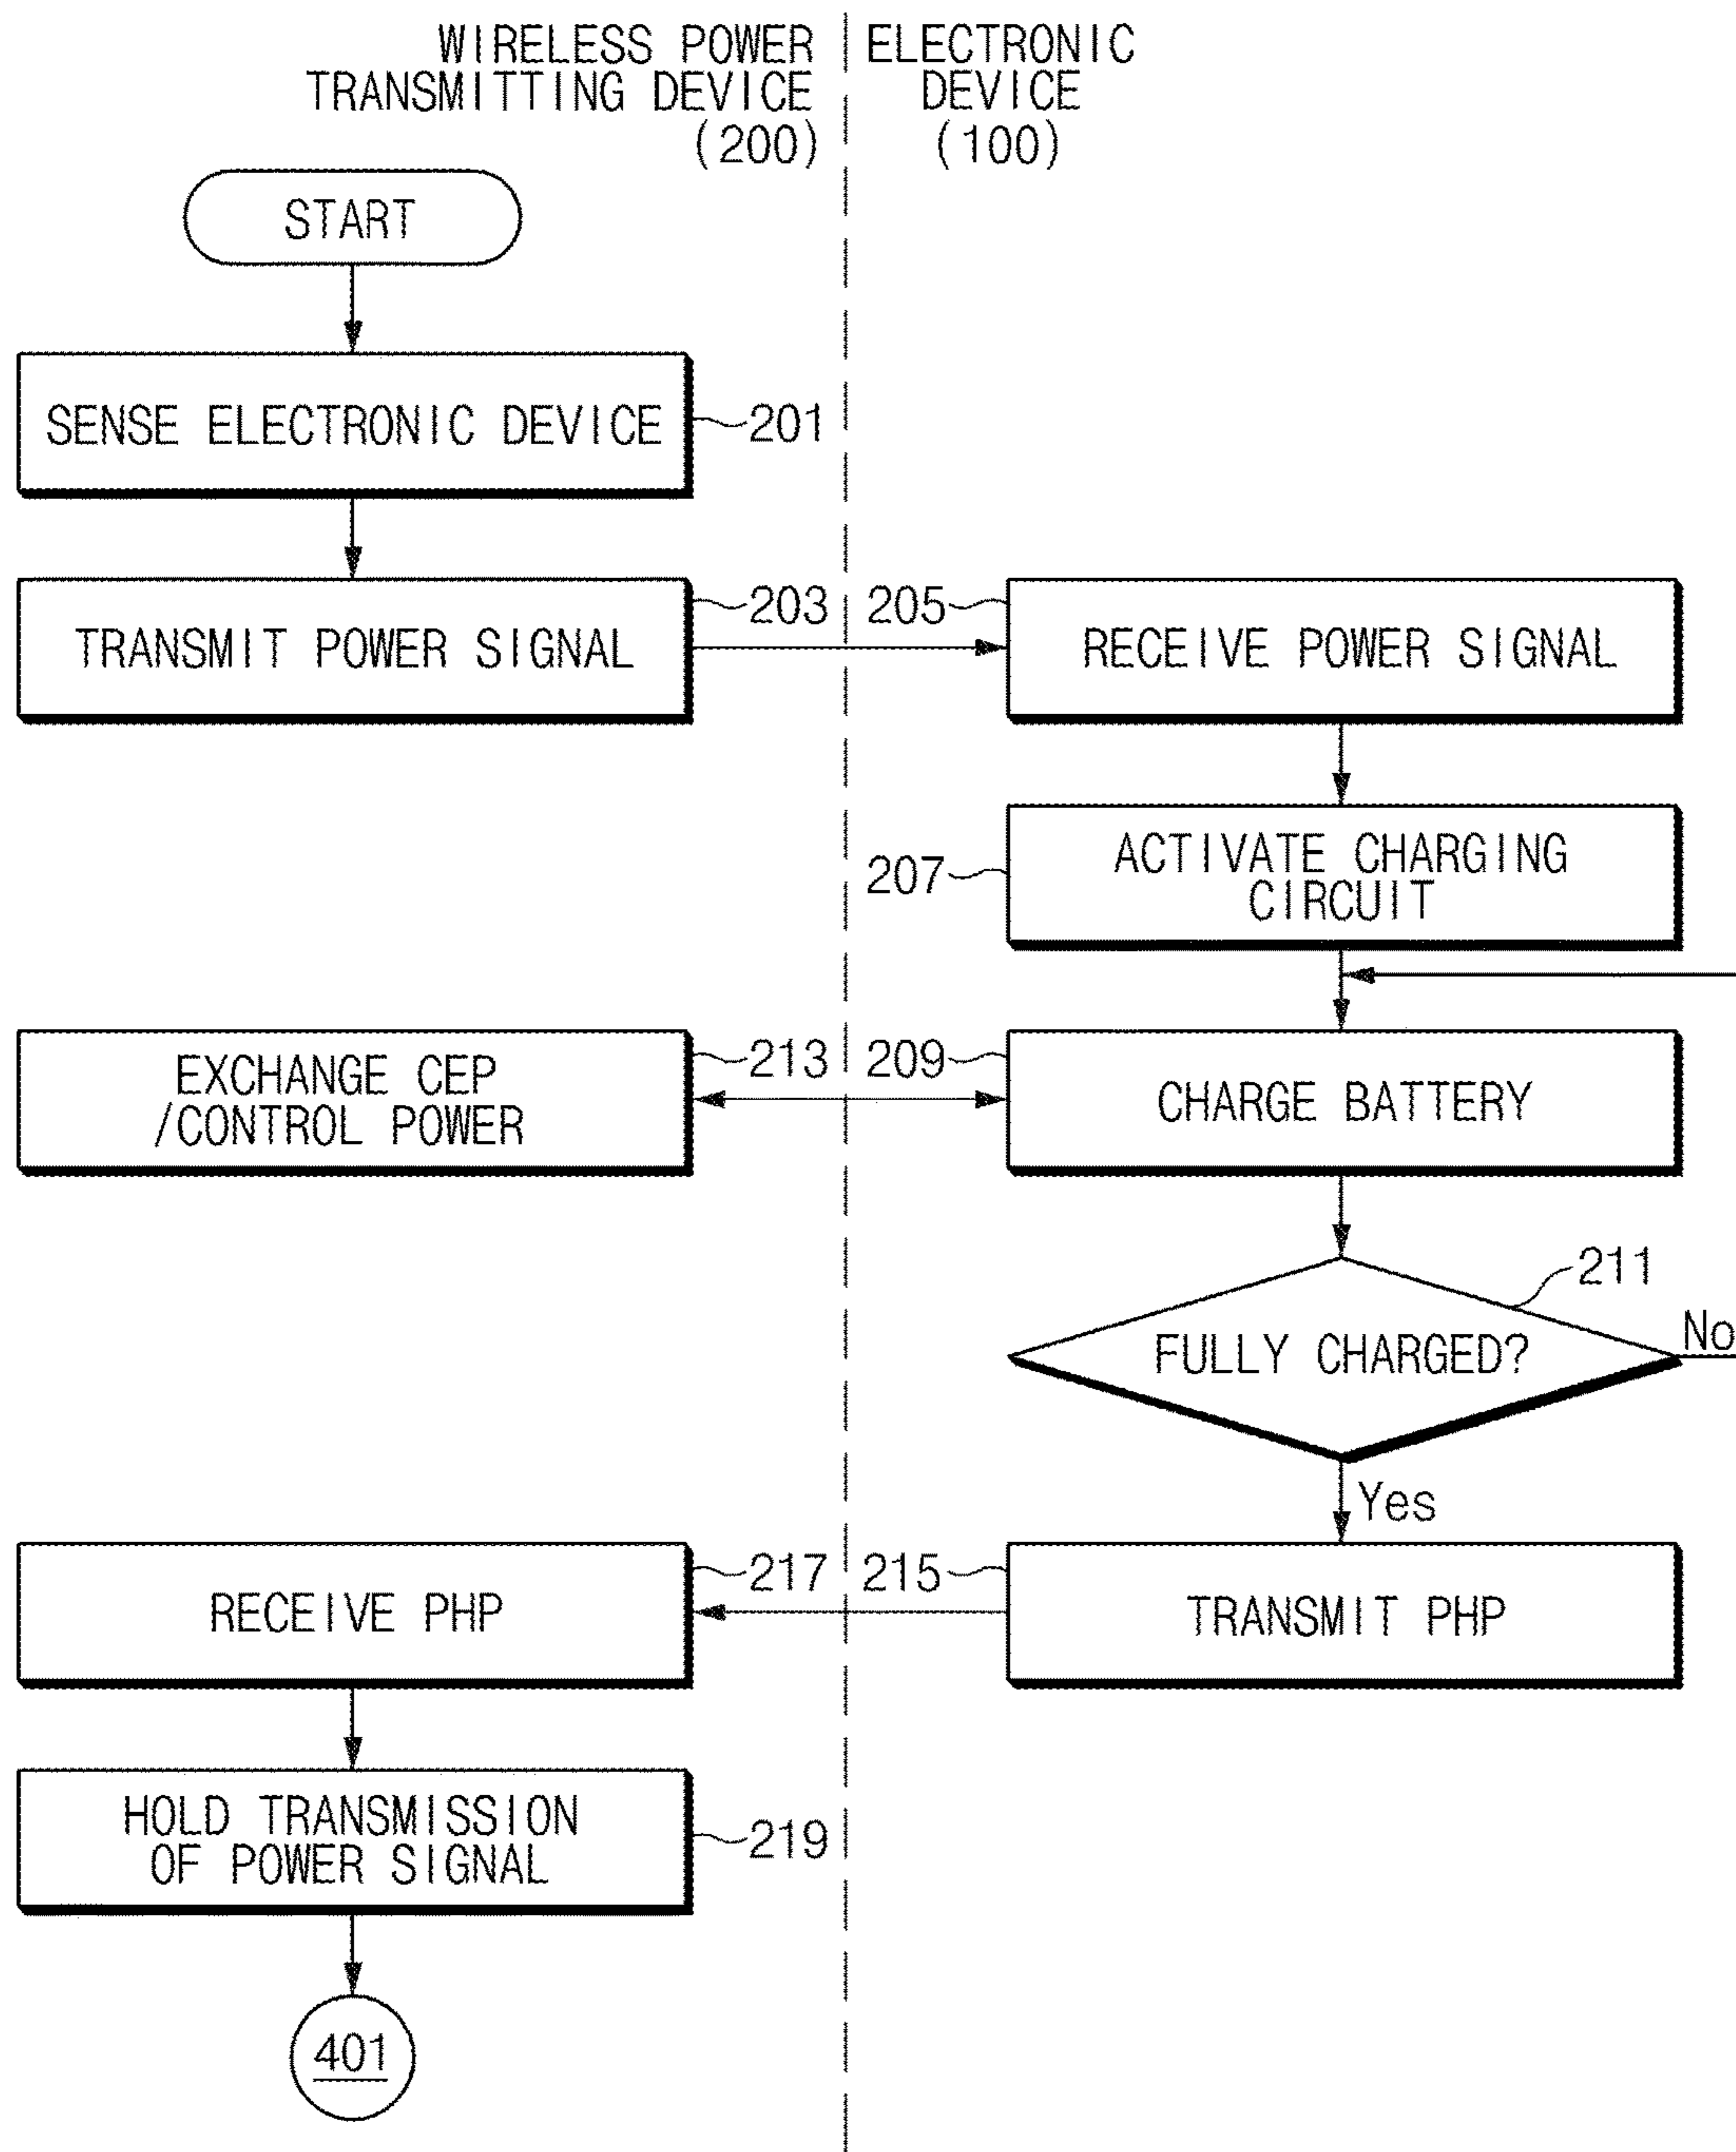 WIRELESS POWER
TRANSMITTING DEVICE
(200)
ELECTRONIC
DEVICE
(100)
START
SENSE ELECTRONIC DEVICE
201
TRANSMIT POWER SIGNAL
203
205
RECEIVE POWER SIGNAL
207
ACTIVATE CHARGING
CIRCUIT
EXCHANGE CEP
/CONTROL POWER
213
209
CHARGE BATTERY
211
FULLY CHARGED?
No
Yes
RECEIVE PHP
217
215
TRANSMIT PHP
HOLD TRANSMISSION
OF POWER SIGNAL
219
401